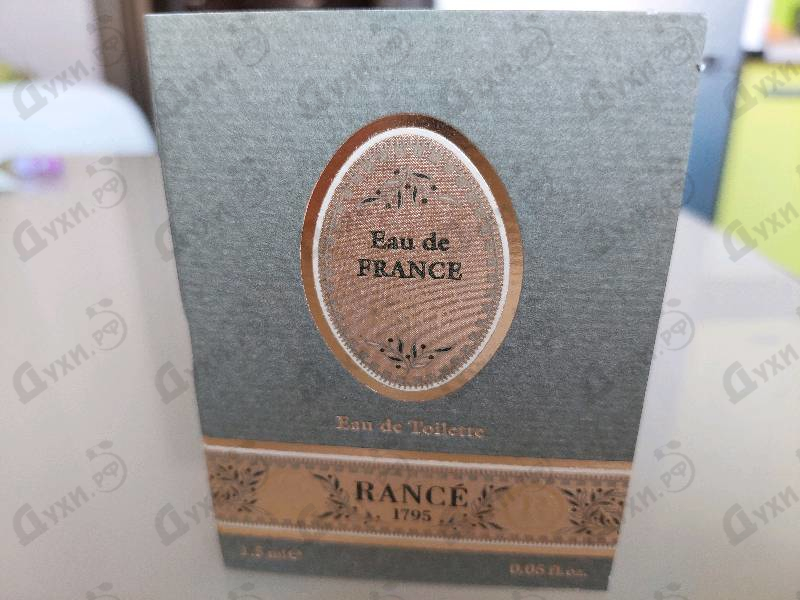 Eau de
FRANCE
Eau de Toilette
RANCÉ
1795
1.5 ml℮
0.05 fl.oz.
Духи.рф